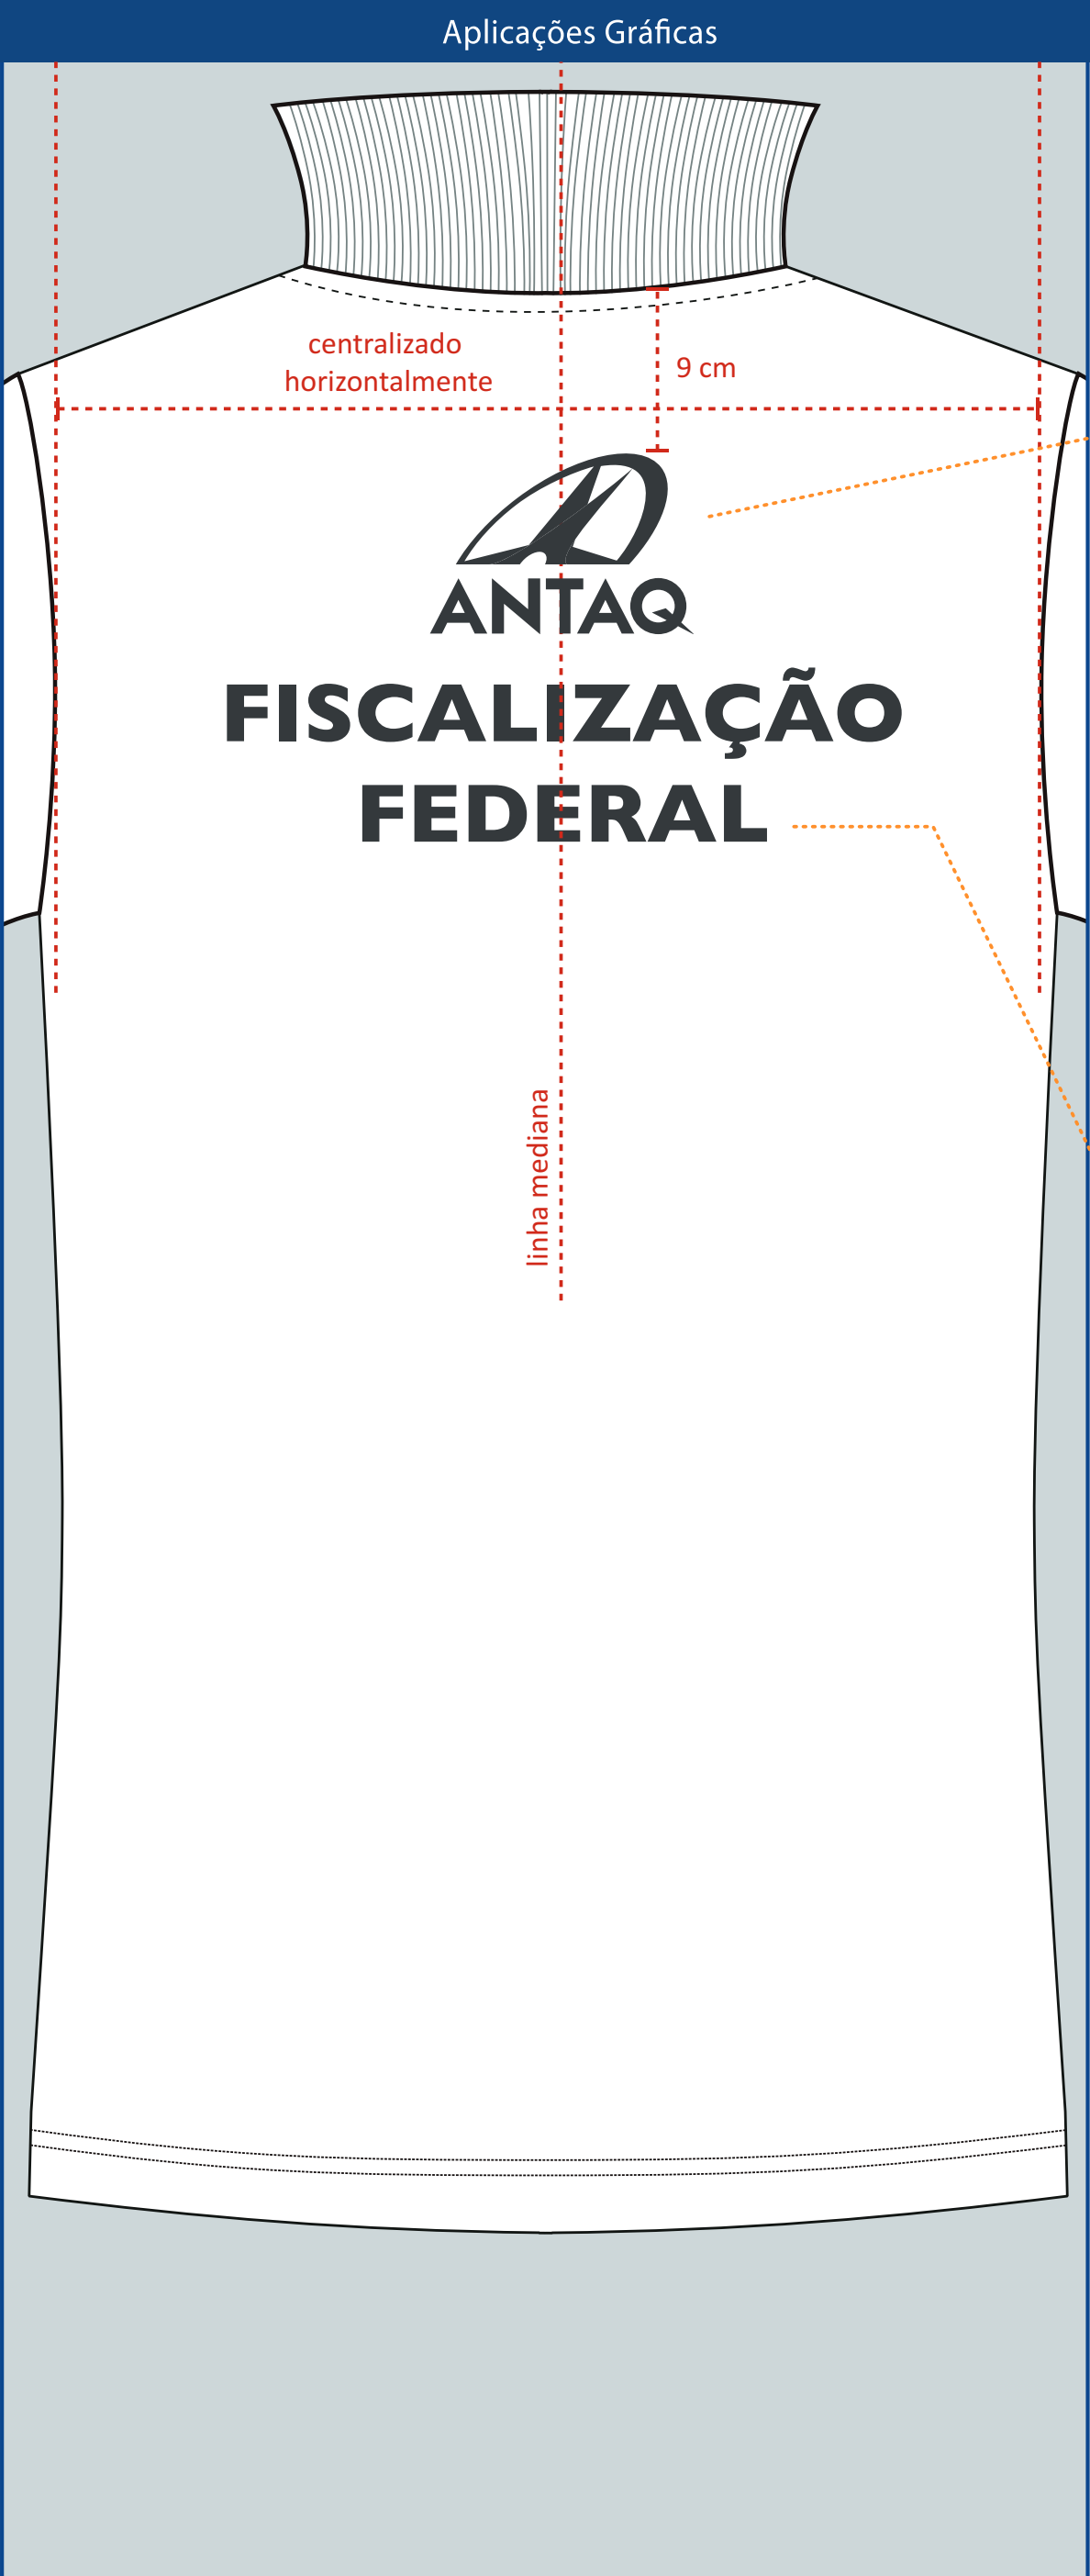 Aplicações Gráficas
centralizado
horizontalmente
9 cm
ANTAQ
FISCALIZAÇÃO
FEDERAL
linha mediana